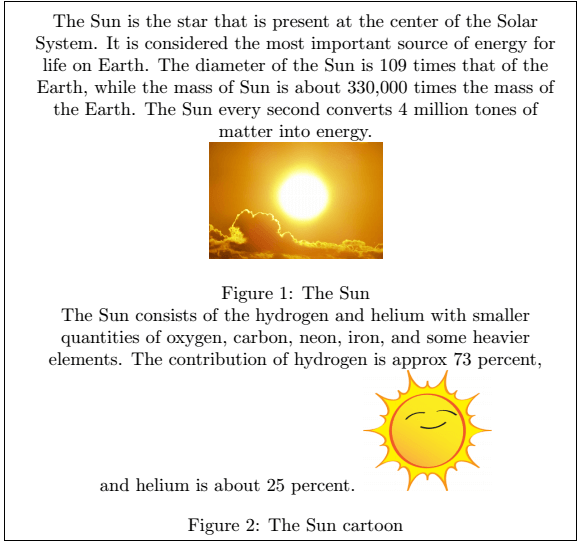 The Sun is the star that is present at the center of the Solar
System. It is considered the most important source of energy for
life on Earth. The diameter of the Sun is 109 times that of the
Earth, while the mass of Sun is about 330,000 times the mass of
the Earth. The Sun every second converts 4 million tones of
matter into energy.
Figure 1: The Sun
The Sun consists of the hydrogen and helium with smaller
quantities of oxygen, carbon, neon, iron, and some heavier
elements. The contribution of hydrogen is approx 73 percent,
and helium is about 25 percent.
Figure 2: The Sun cartoon